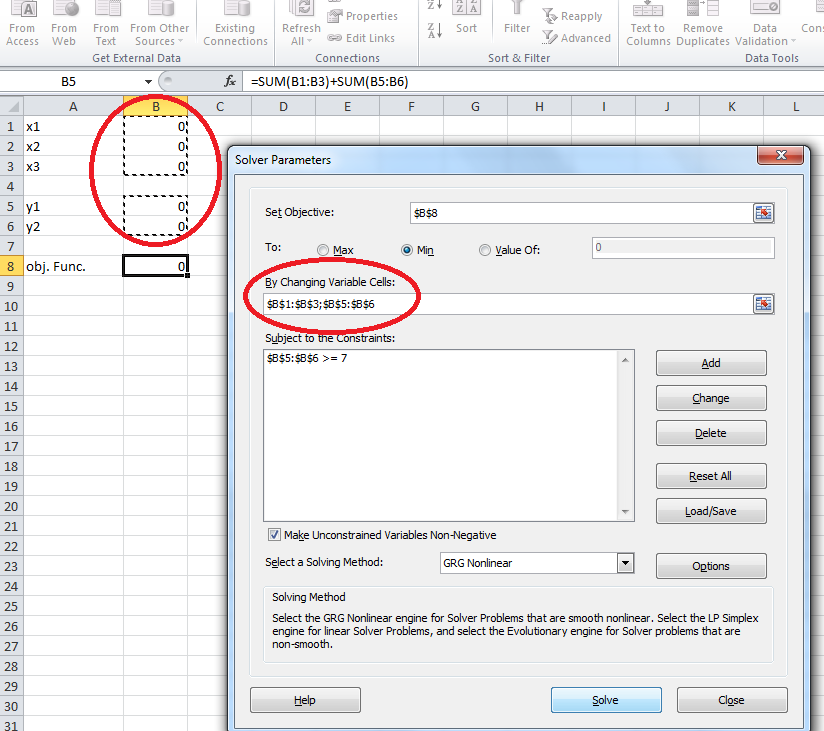 From Access
From Web
From Text
From Other Sources
Existing Connections
Get External Data
Refresh All
Properties
Edit Links
Connections
Z
A
A Z
Z A
Sort
Filter
Reapply
Advanced
Sort & Filter
Text to Columns
Remove Duplicates
Data Validation
Cons
Data Tools
B5
fx
=SUM(B1:B3)+SUM(B5:B6)
A B C D E F G H I J K L
1 x1 0
2 x2 0
3 x3 0
4
5 y1 0
6 y2 0
7
8 obj. Func. 0
9
10
11
12
13
14
15
16
17
18
19
20
21
22
23
24
25
26
27
28
29
30
31
Solver Parameters
Set Objective:
$B$8
To:
Max
Min
Value Of:
0
By Changing Variable Cells:
$B$1:$B$3;$B$5:$B$6
Subject to the Constraints:
$B$5:$B$6 >= 7
Add
Change
Delete
Reset All
Load/Save
Make Unconstrained Variables Non-Negative
Select a Solving Method:
GRG Nonlinear
Options
Solving Method
Select the GRG Nonlinear engine for Solver Problems that are smooth nonlinear. Select the LP Simplex
engine for linear Solver Problems, and select the Evolutionary engine for Solver problems that are
non-smooth.
Help
Solve
Close